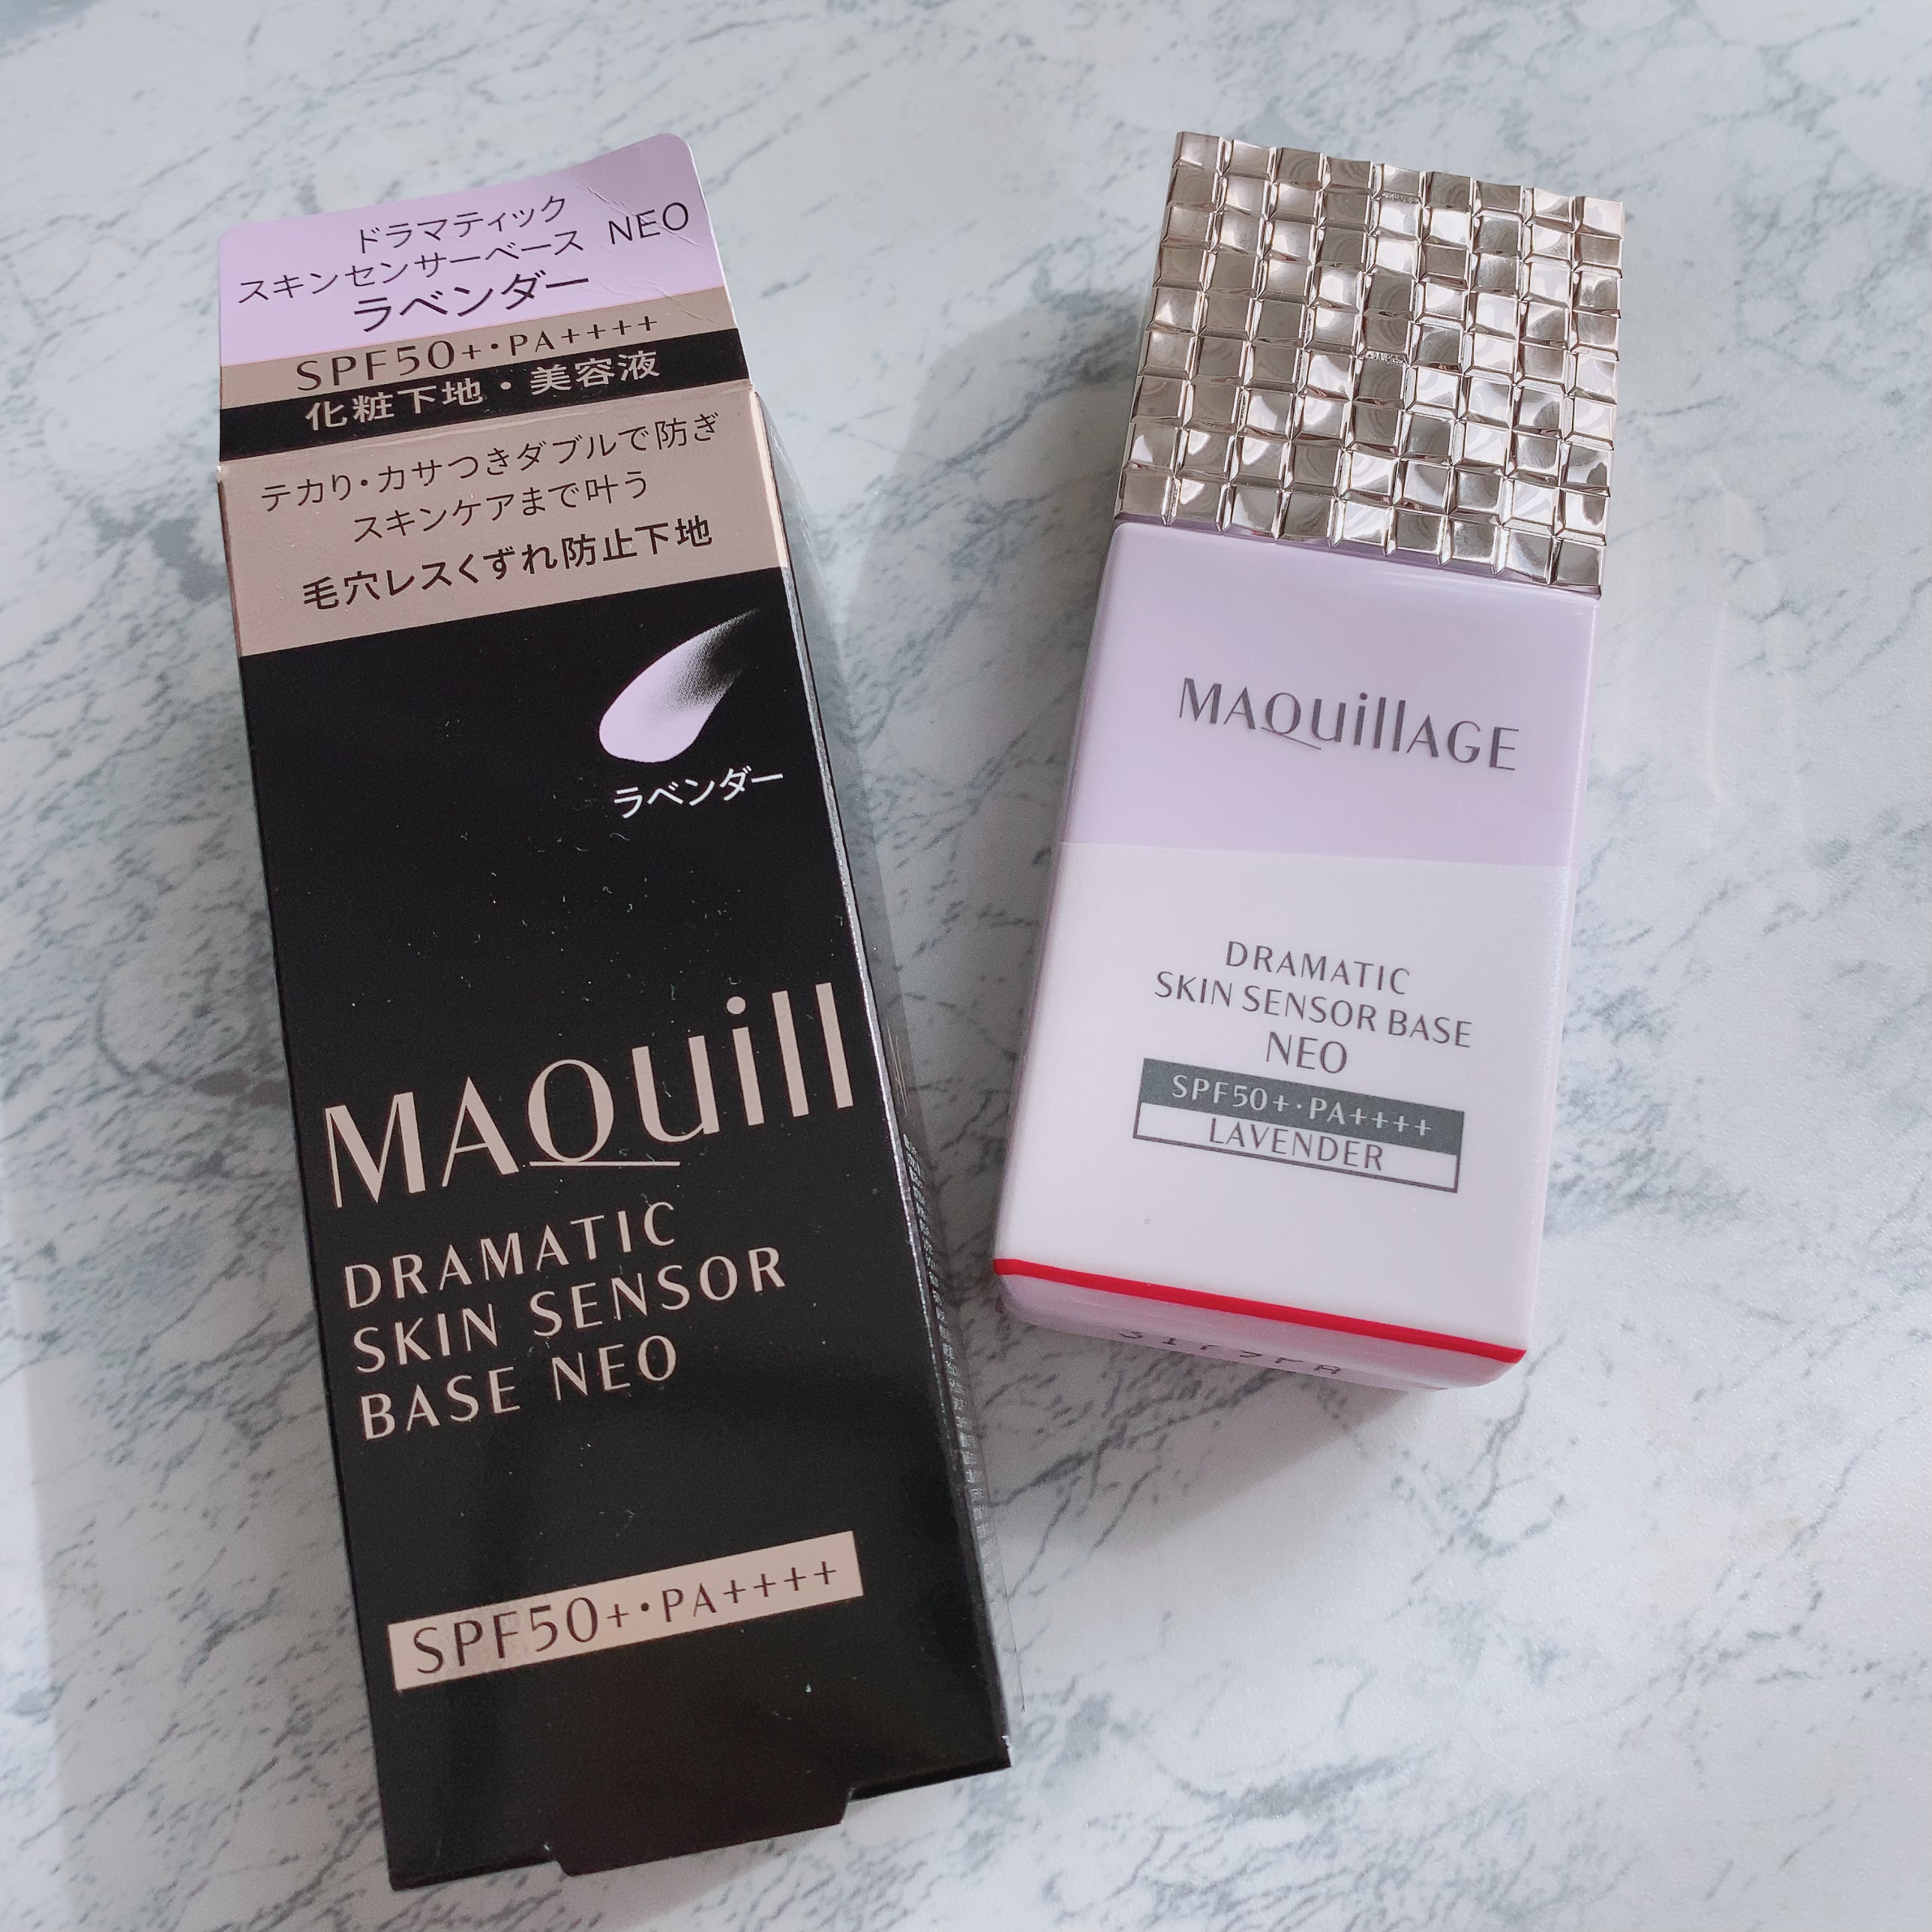 ドラマティック
スキンセンサーベース NEO
ラベンダー
SPF50+・PA++++
化粧下地・美容液
テカリ・カサつきダブルで防ぎ
スキンケアまで叶う
毛穴レスくずれ防止下地
ラベンダー
MAQuill
DRAMATIC
SKIN SENSOR
BASE NEO
SPF50+・PA++++
MAQuillAGE
DRAMATIC
SKIN SENSOR BASE
NEO
SPF50+・PA++++
LAVENDER